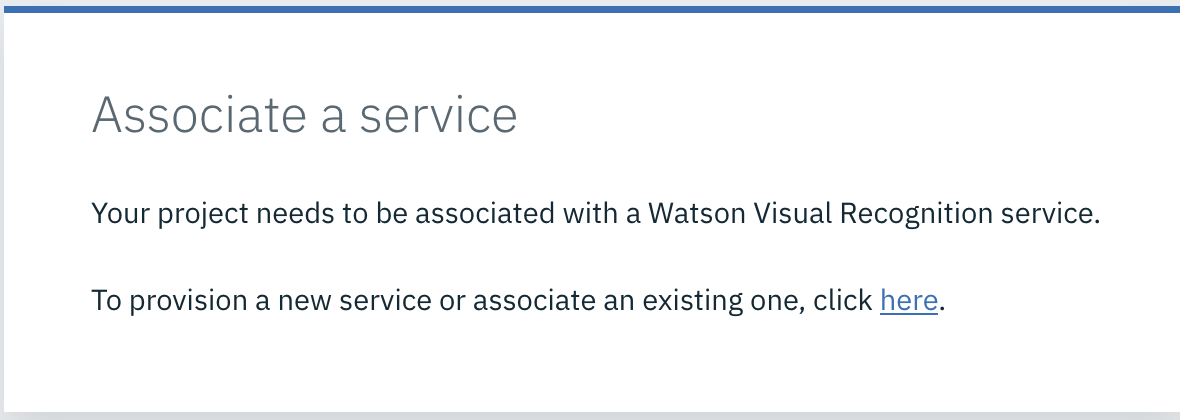 Associate a service
Your project needs to be associated with a Watson Visual Recognition service.
To provision a new service or associate an existing one, click here.